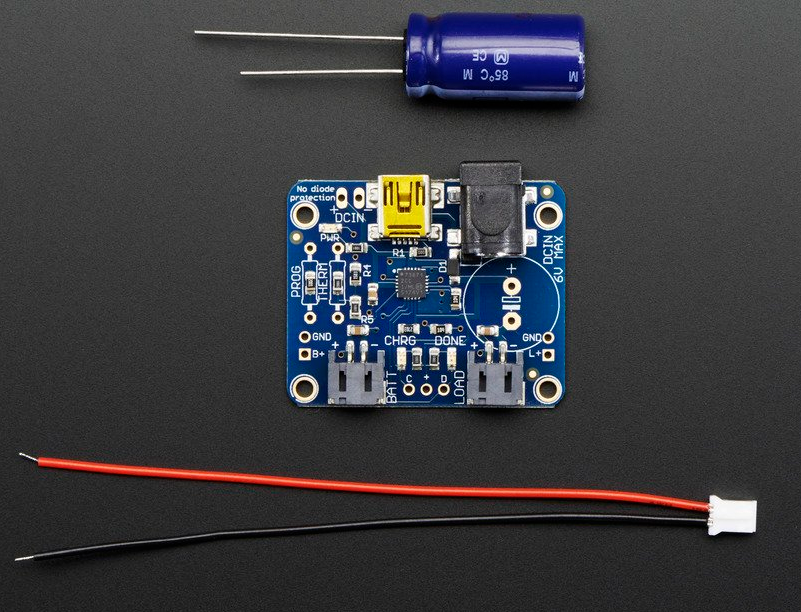 M
85°C M
M
CE
No diode
protection
+ -
DCIN
PWR
R1
D1
DCIN
6V MAX
PROG
THERM
R4
R5
+
GND
B+
+ -
CHRG
DONE
+ -
GND
L+
BATT
C + D
LOAD